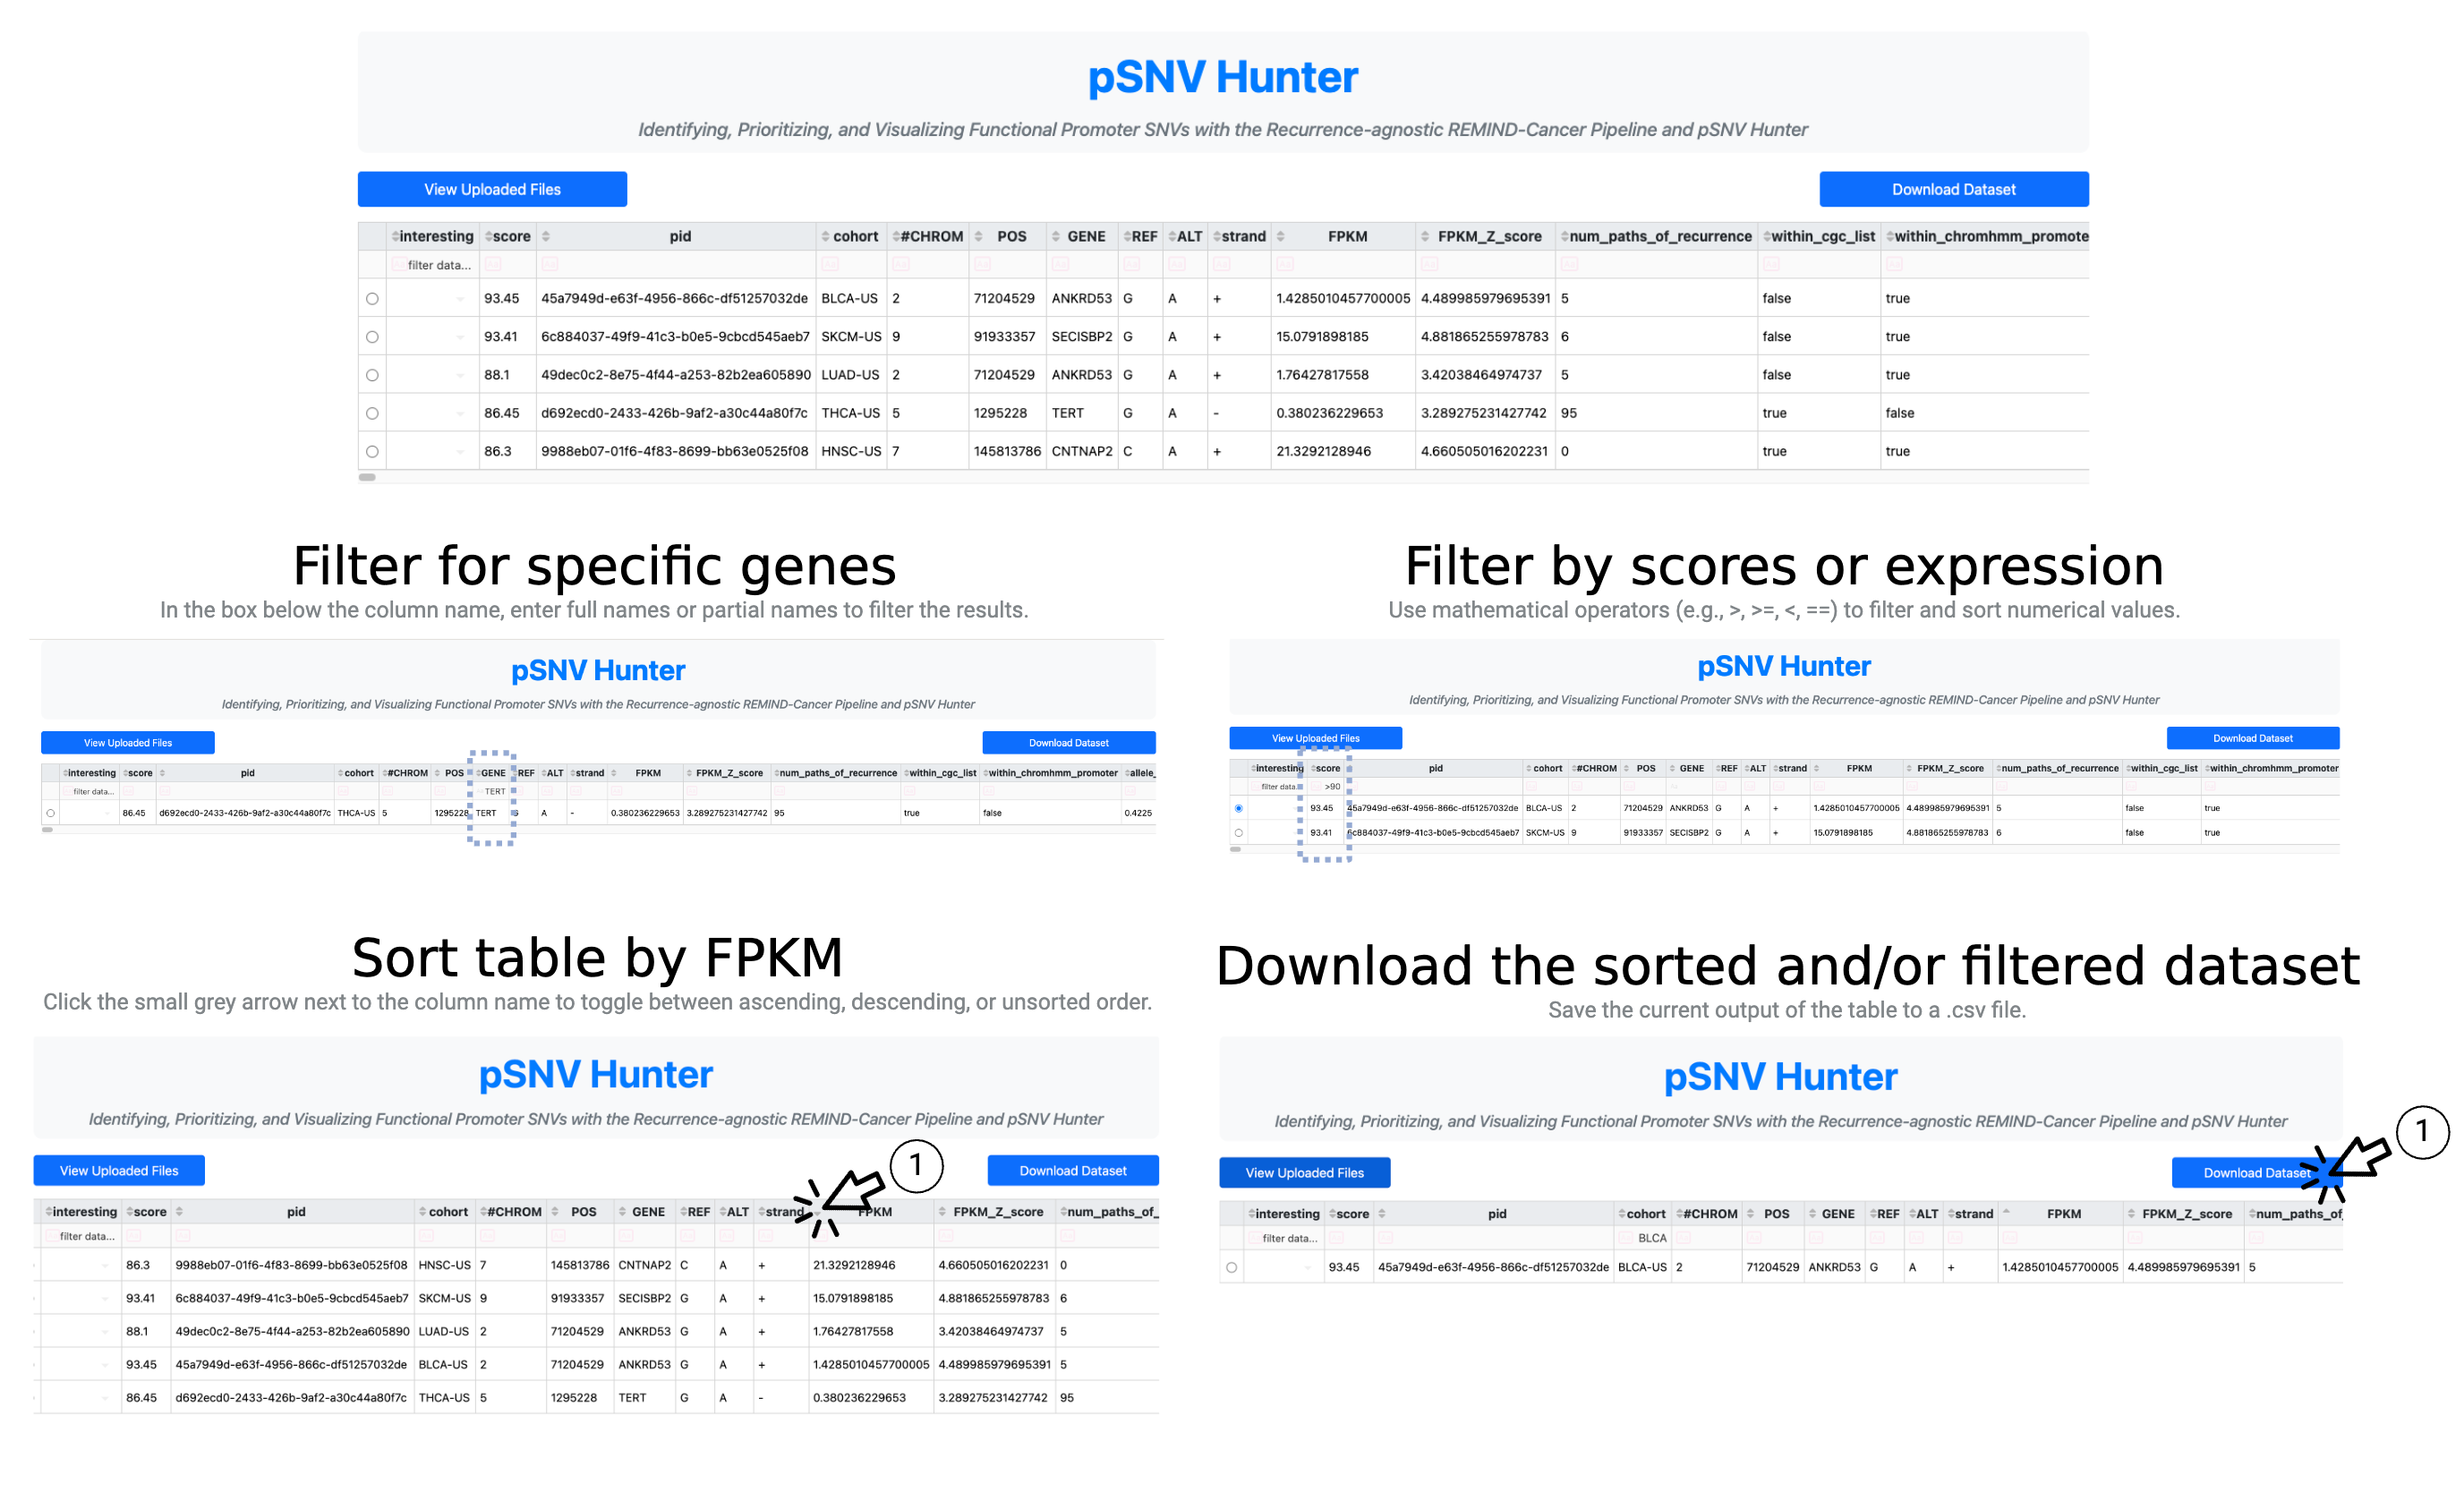 pSNV Hunter
Identifying, Prioritizing, and Visualizing Functional Promoter SNVs with the Recurrence-agnostic REMIND-Cancer Pipeline and pSNV Hunter
View Uploaded Files Download Dataset
interesting score pid cohort #CHROM POS GENE REF ALT strand FPKM FPKM_Z_score num_paths_of_recurrence within_cgc_list within_chromhmm_promote
filter data...
93.45 45a7949d-e63f-4956-866c-df51257032de BLCA-US 2 71204529 ANKRD53 G A + 1.4285010457700005 4.489985979695391 5 false true
93.41 6c884037-49f9-41c3-b0e5-9cbcd545aeb7 SKCM-US 9 91933357 SECISBP2 G A + 15.0791898185 4.881865255978783 6 false true
88.1 49dec0c2-8e75-4f44-a253-82b2ea605890 LUAD-US 2 71204529 ANKRD53 G A + 1.76427817558 3.42038464974737 5 false true
86.45 d692ecd0-2433-426b-9af2-a30c44a80f7c THCA-US 5 1295228 TERT G A - 0.380236229653 3.289275231427742 95 true false
86.3 9988eb07-01f6-4f83-8699-bb63e0525f08 HNSC-US 7 145813786 CNTNAP2 C A + 21.3292128946 4.660505016202231 0 true true
Filter for specific genes
In the box below the column name, enter full names or partial names to filter the results.
pSNV Hunter
Identifying, Prioritizing, and Visualizing Functional Promoter SNVs with the Recurrence-agnostic REMIND-Cancer Pipeline and pSNV Hunter
View Uploaded Files Download Dataset
interesting score pid cohort #CHROM POS GENE REF ALT strand FPKM FPKM_Z_score num_paths_of_recurrence within_cgc_list within_chromhmm_promoter allele_
filter data... TERT
86.45 d692ecd0-2433-426b-9af2-a30c44a80f7c THCA-US 5 1295228 TERT A - 0.380236229653 3.289275231427742 95 true false 0.4225
Filter by scores or expression
Use mathematical operators (e.g., >, >=, <, ==) to filter and sort numerical values.
pSNV Hunter
Identifying, Prioritizing, and Visualizing Functional Promoter SNVs with the Recurrence-agnostic REMIND-Cancer Pipeline and pSNV Hunter
View Uploaded Files Download Dataset
interesting score pid cohort #CHROM POS GENE REF ALT strand FPKM FPKM_Z_score num_paths_of_recurrence within_cgc_list within_chromhmm_promoter
filter data... >90
93.45 45a7949d-e63f-4956-866c-df51257032de BLCA-US 2 71204529 ANKRD53 G A + 1.4285010457700005 4.489985979695391 5 false true
93.41 6c884037-49f9-41c3-b0e5-9cbcd545aeb7 SKCM-US 9 91933357 SECISBP2 G A + 15.0791898185 4.881865255978783 6 false true
Sort table by FPKM
Click the small grey arrow next to the column name to toggle between ascending, descending, or unsorted order.
pSNV Hunter
Identifying, Prioritizing, and Visualizing Functional Promoter SNVs with the Recurrence-agnostic REMIND-Cancer Pipeline and pSNV Hunter
1
View Uploaded Files Download Dataset
interesting score pid cohort #CHROM POS GENE REF ALT strand FPKM FPKM_Z_score num_paths_of_
filter data...
86.3 9988eb07-01f6-4f83-8699-bb63e0525f08 HNSC-US 7 145813786 CNTNAP2 C A + 21.3292128946 4.660505016202231 0
93.41 6c884037-49f9-41c3-b0e5-9cbcd545aeb7 SKCM-US 9 91933357 SECISBP2 G A + 15.0791898185 4.881865255978783 6
88.1 49dec0c2-8e75-4f44-a253-82b2ea605890 LUAD-US 2 71204529 ANKRD53 G A + 1.76427817558 3.42038464974737 5
93.45 45a7949d-e63f-4956-866c-df51257032de BLCA-US 2 71204529 ANKRD53 G A + 1.4285010457700005 4.489985979695391 5
86.45 d692ecd0-2433-426b-9af2-a30c44a80f7c THCA-US 5 1295228 TERT G A - 0.380236229653 3.289275231427742 95
Download the sorted and/or filtered dataset
Save the current output of the table to a .csv file.
pSNV Hunter
Identifying, Prioritizing, and Visualizing Functional Promoter SNVs with the Recurrence-agnostic REMIND-Cancer Pipeline and pSNV Hunter
1
View Uploaded Files Download Dataset
interesting score pid cohort #CHROM POS GENE REF ALT strand FPKM FPKM_Z_score num_paths_of_
filter data... BLCA
93.45 45a7949d-e63f-4956-866c-df51257032de BLCA-US 2 71204529 ANKRD53 G A + 1.4285010457700005 4.489985979695391 5